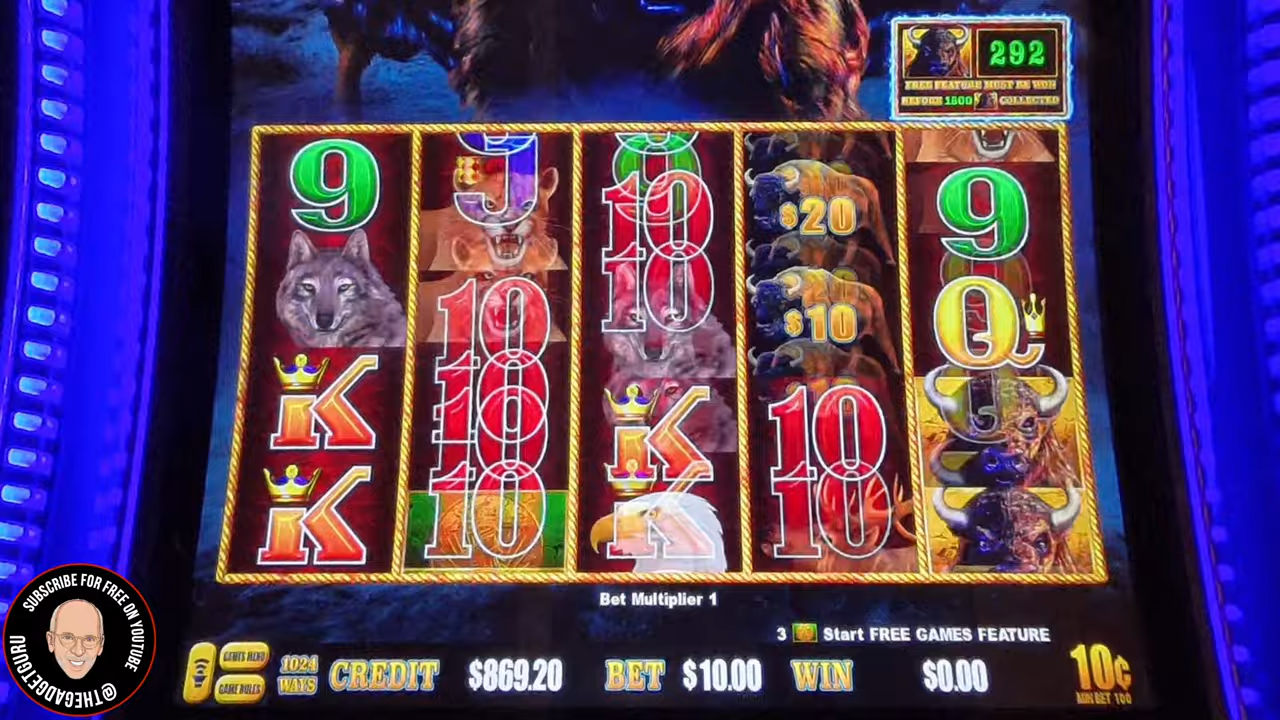 292
FREE FEATURE MUST BE WON
BEFORE 1800 COLLECTED
9
J
10
$20
9
10
$10
Q
10
K
10
K
10
K
10
K
10
Bet Multiplier 1
3 Start FREE GAMES FEATURE
GAMES MENU
GAME RULES
1024
WAYS
CREDIT $869.20 BET $10.00 WIN $0.00
10¢
MIN BET 100
SUBSCRIBE FOR FREE ON YOUTUBE
@THEGADGETGURU